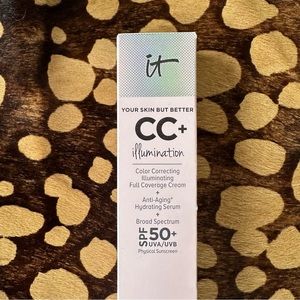 it
YOUR SKIN BUT BETTER
CC+
illumination
Color Correcting
Illuminating
Full Coverage Cream
+
Anti-Aging*
Hydrating Serum
+
Broad Spectrum
SPF 50+
UVA/UVB
Physical Sunscreen